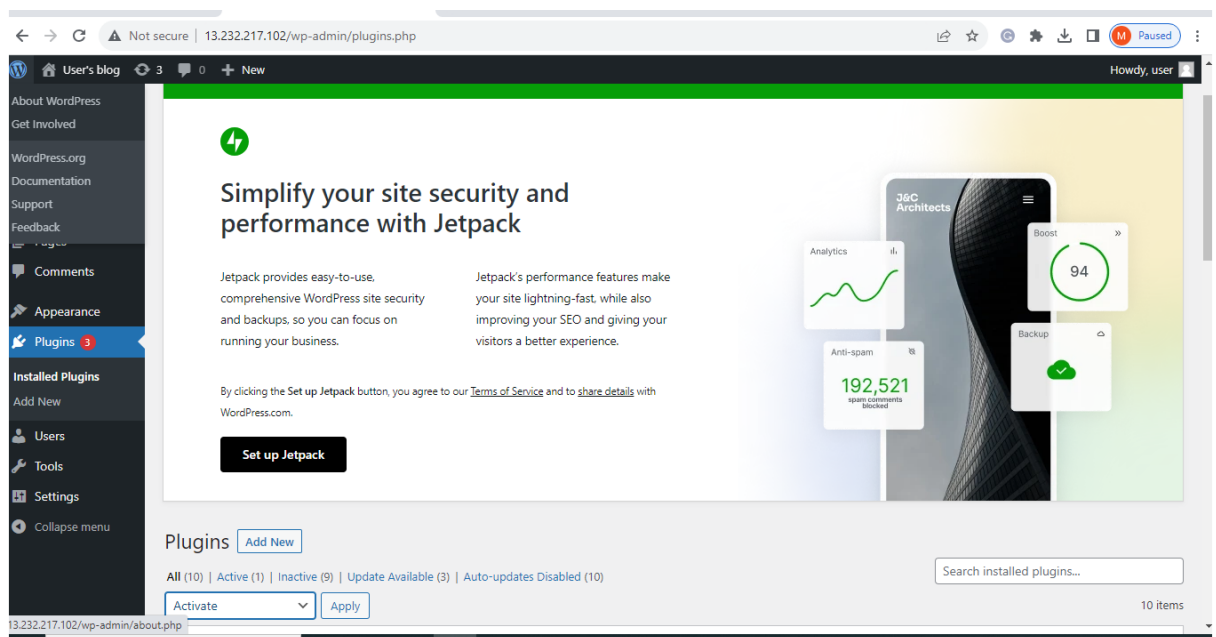 Not secure | 13.232.217.102/wp-admin/plugins.php
M Paused
User's blog 3 0 + New
Howdy, user
About WordPress
Get Involved
WordPress.org
Documentation
Support
Feedback
Pages
Comments
Appearance
Plugins 3
Installed Plugins
Add New
Users
Tools
Settings
Collapse menu
Simplify your site security and
performance with Jetpack
Jetpack provides easy-to-use,
comprehensive WordPress site security
and backups, so you can focus on
running your business.
Jetpack's performance features make
your site lightning-fast, while also
improving your SEO and giving your
visitors a better experience.
By clicking the Set up Jetpack button, you agree to our Terms of Service and to share details with
WordPress.com.
Set up Jetpack
J&C
Architects
Boost »
94
Analytics
Backup
Anti-spam
192,521
spam comments
blocked
Plugins Add New
All (10) | Active (1) | Inactive (9) | Update Available (3) | Auto-updates Disabled (10)
Search installed plugins...
Activate Apply
10 items
13.232.217.102/wp-admin/about.php